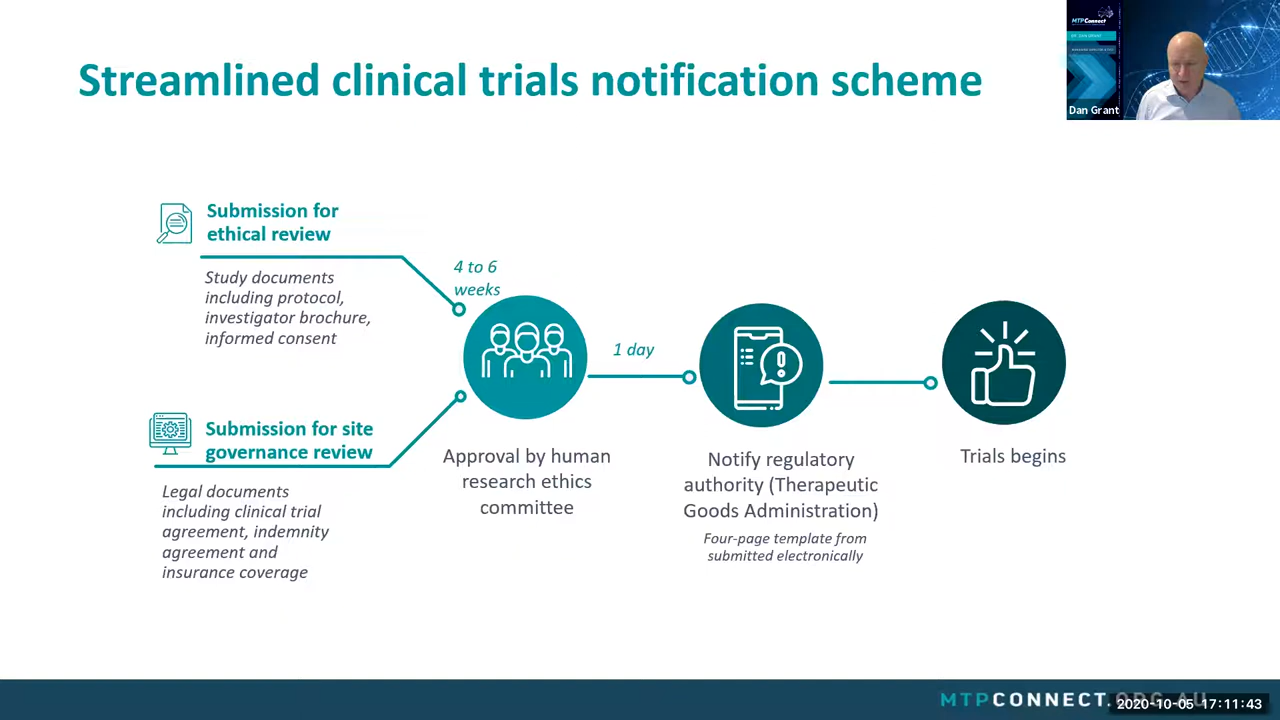 Streamlined clinical trials notification scheme
MTPConnect
Dan Grant
Submission for
ethical review
Study documents
including protocol,
investigator brochure,
informed consent
4 to 6
weeks
1 day
Submission for site
governance review
Legal documents
including clinical trial
agreement, indemnity
agreement and
insurance coverage
Approval by human
research ethics
committee
Notify regulatory
authority (Therapeutic
Goods Administration)
Four-page template from
submitted electronically
Trials begins
MTPCONNECT.ORG.AU
2020-10-05 17:11:43